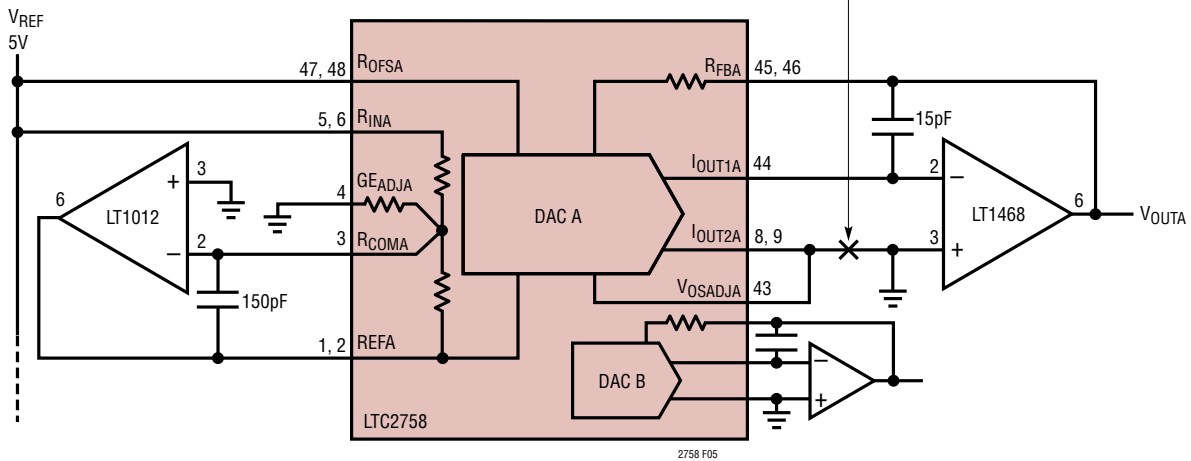 VREF
5V
47, 48
ROFSA
RFBA
45, 46
5, 6
RINA
15pF
6
LT1012
+
3
GEADJA
4
DAC A
IOUT1A
44
2
−
LT1468
6
VOUTA
−
2
3
RCOMA
IOUT2A
8, 9
3
+
150pF
VOSADJA
43
1, 2
REFA
DAC B
−
+
LTC2758
2758 F05